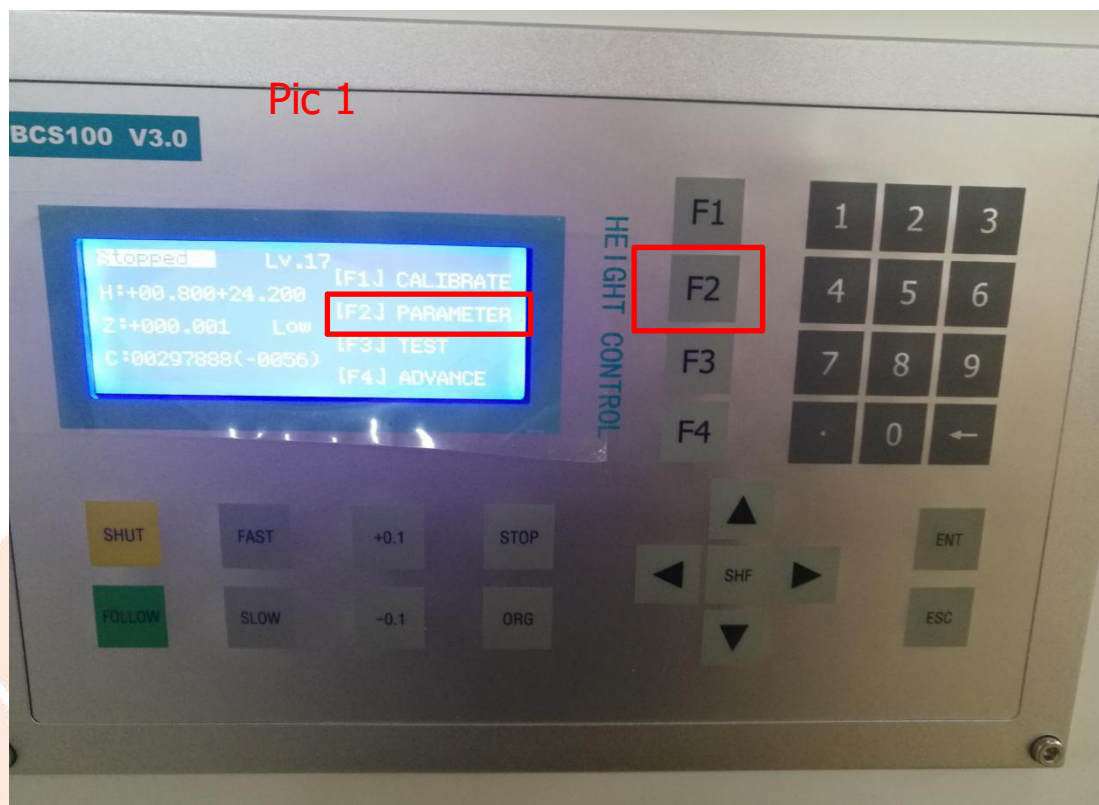 Pic 1
BCS100 V3.0
Stopped Lv.17
[F1] CALIBRATE
H:+00.800+24.200
[F2] PARAMETER
Z:+000.001 Low
[F3] TEST
C:00297888(-0056)
[F4] ADVANCE
HEIGHT CONTROL
F1
F2
F3
F4
1 2 3
4 5 6
7 8 9
. 0 ←
SHUT FAST +0.1 STOP
FOLLOW SLOW -0.1 ORG
▲
◀ SHF ▶
▼
ENT
ESC